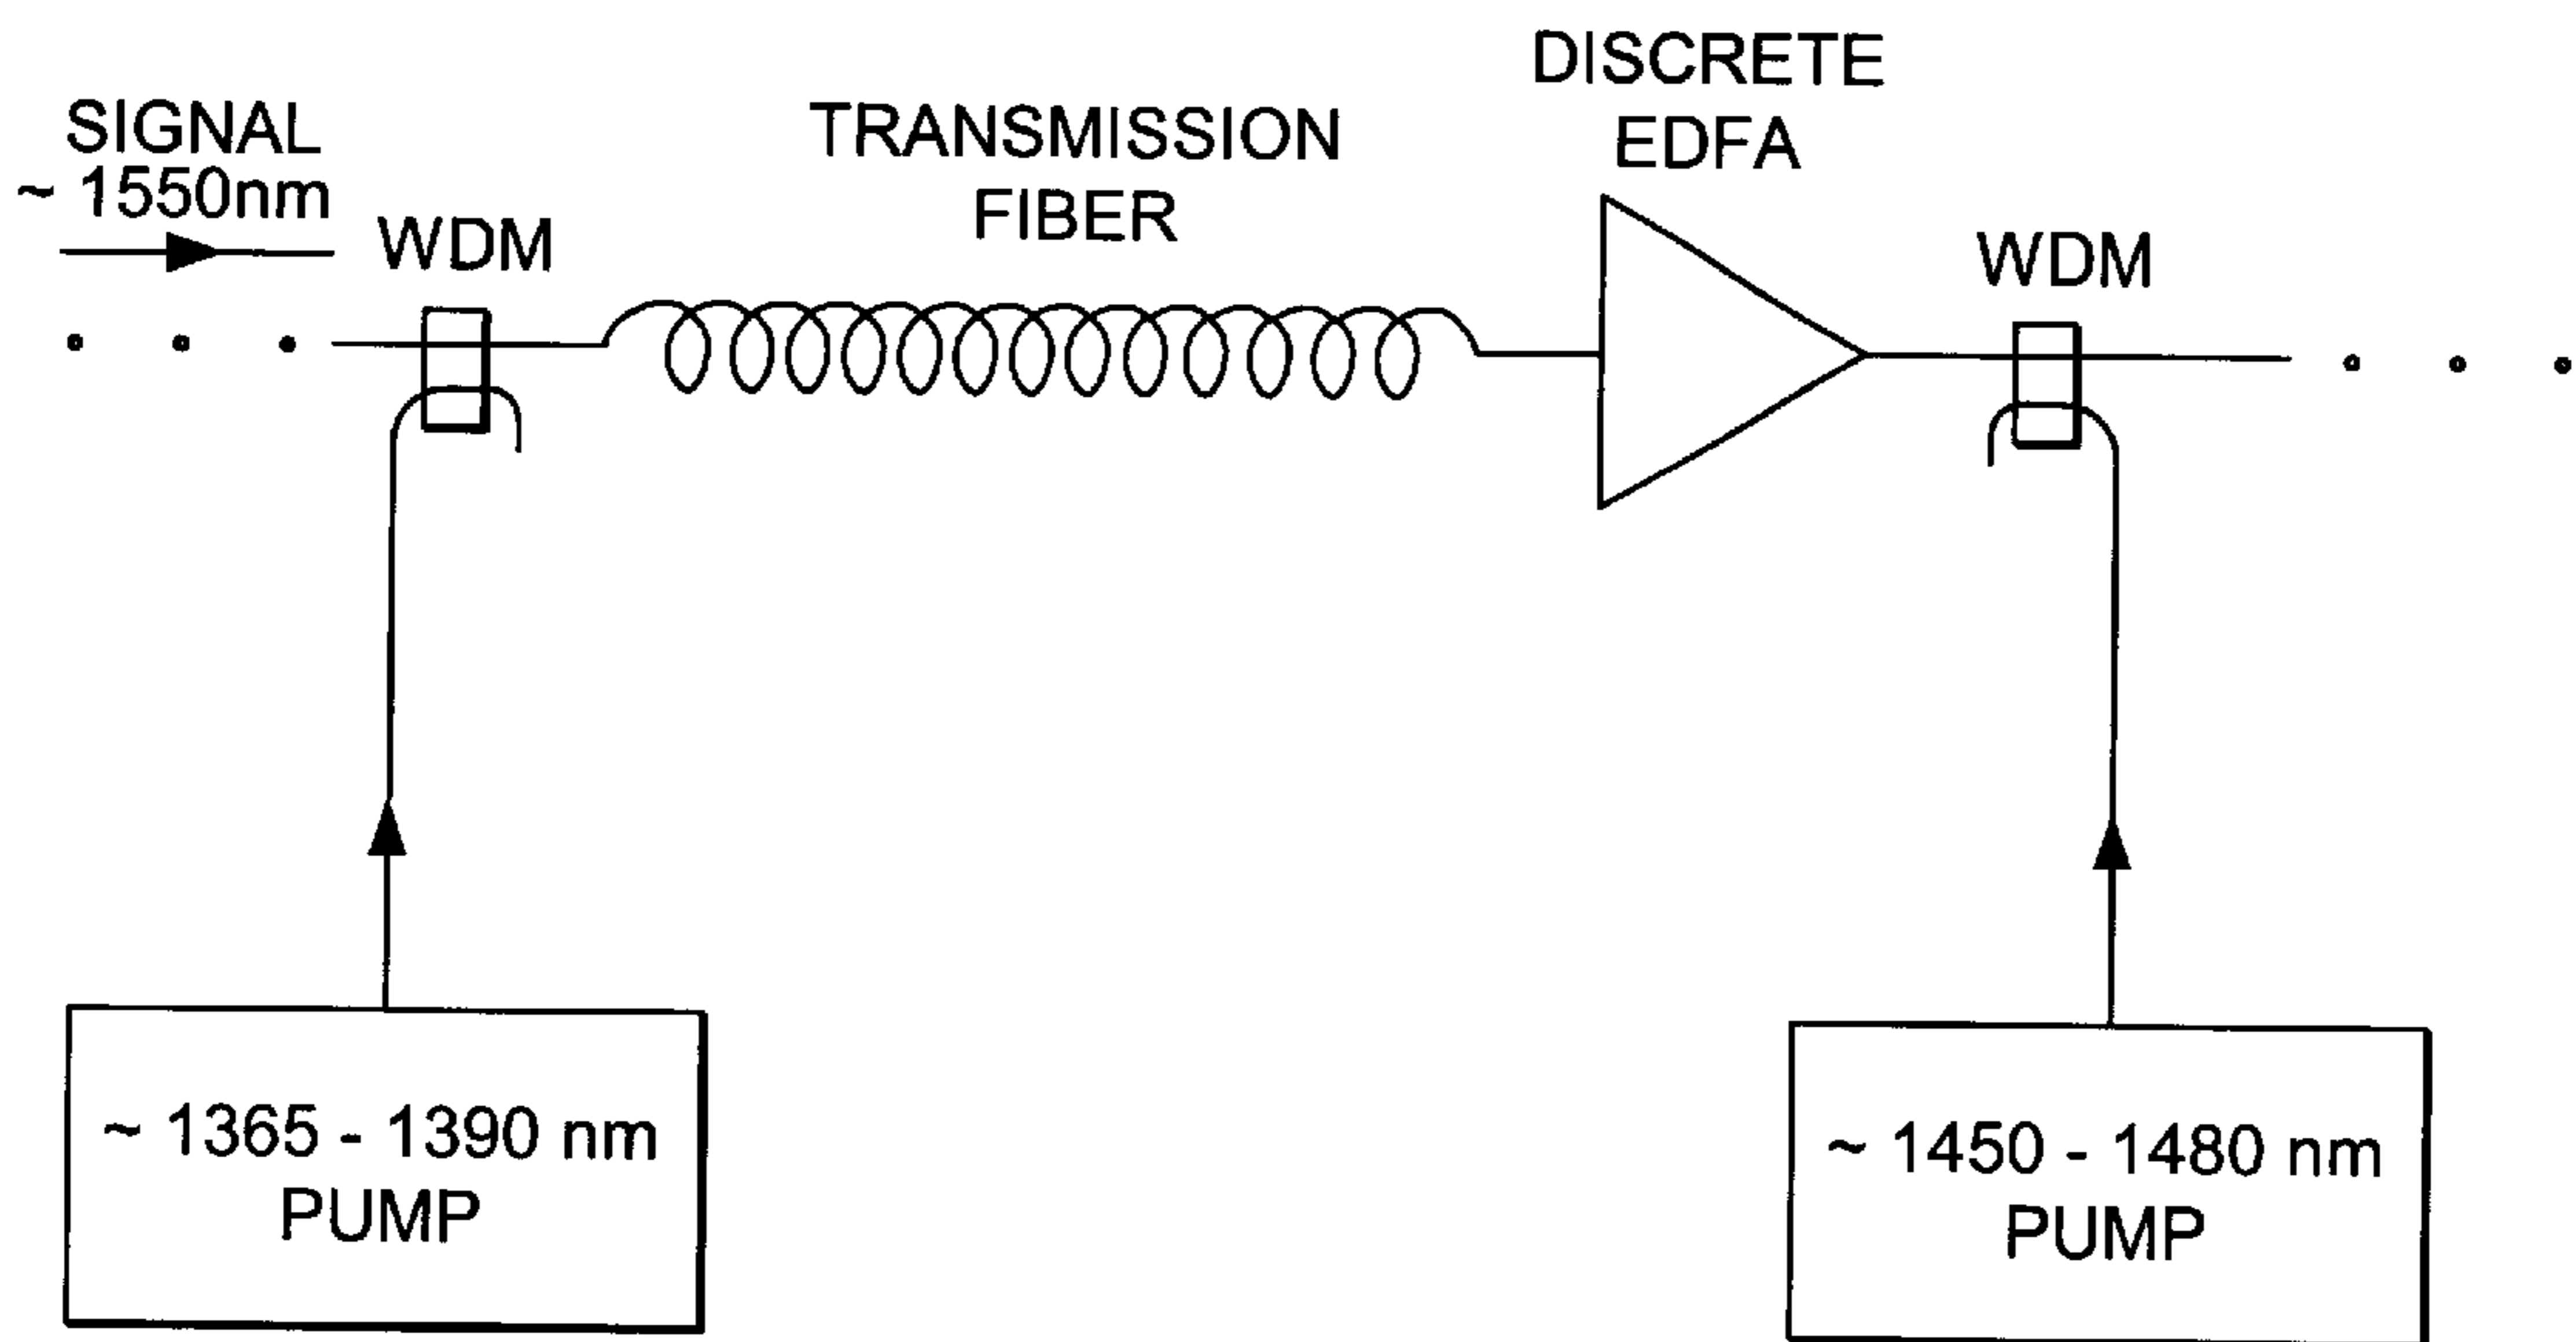 SIGNAL
~ 1550nm
WDM
TRANSMISSION
FIBER
DISCRETE
EDFA
WDM
~ 1365 - 1390 nm
PUMP
~ 1450 - 1480 nm
PUMP